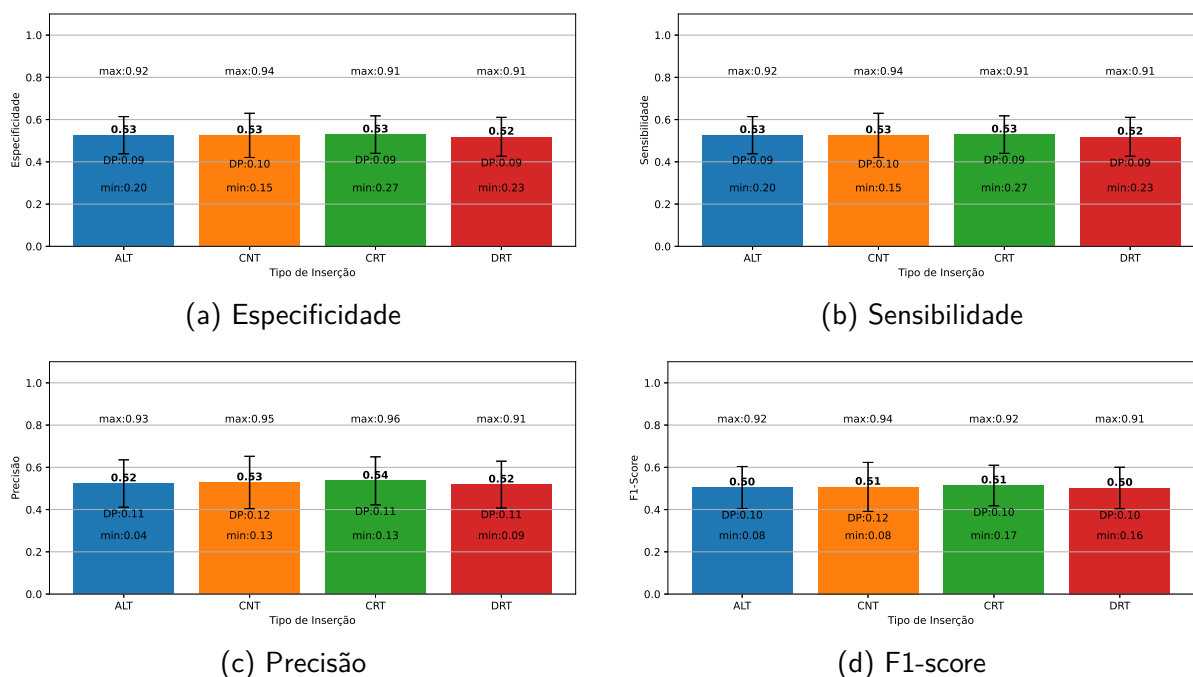 Especificidade
1.0
0.8
0.6
0.4
0.2
0.0
max:0.92 max:0.94 max:0.91 max:0.91
0.53 0.53 0.53 0.52
DP:0.09 DP:0.10 DP:0.09 DP:0.09
min:0.20 min:0.15 min:0.27 min:0.23
ALT CNT CRT DRT
Tipo de Inserção
(a) Especificidade
Sensibilidade
1.0
0.8
0.6
0.4
0.2
0.0
max:0.92 max:0.94 max:0.91 max:0.91
0.53 0.53 0.53 0.52
DP:0.09 DP:0.10 DP:0.09 DP:0.09
min:0.20 min:0.15 min:0.27 min:0.23
ALT CNT CRT DRT
Tipo de Inserção
(b) Sensibilidade
Precisão
1.0
0.8
0.6
0.4
0.2
0.0
max:0.93 max:0.95 max:0.96 max:0.91
0.52 0.53 0.54 0.52
DP:0.11 DP:0.12 DP:0.11 DP:0.11
min:0.04 min:0.13 min:0.13 min:0.09
ALT CNT CRT DRT
Tipo de Inserção
(c) Precisão
F1-Score
1.0
0.8
0.6
0.4
0.2
0.0
max:0.92 max:0.94 max:0.92 max:0.91
0.50 0.51 0.51 0.50
DP:0.10 DP:0.12 DP:0.10 DP:0.10
min:0.08 min:0.08 min:0.17 min:0.16
ALT CNT CRT DRT
Tipo de Inserção
(d) F1-score